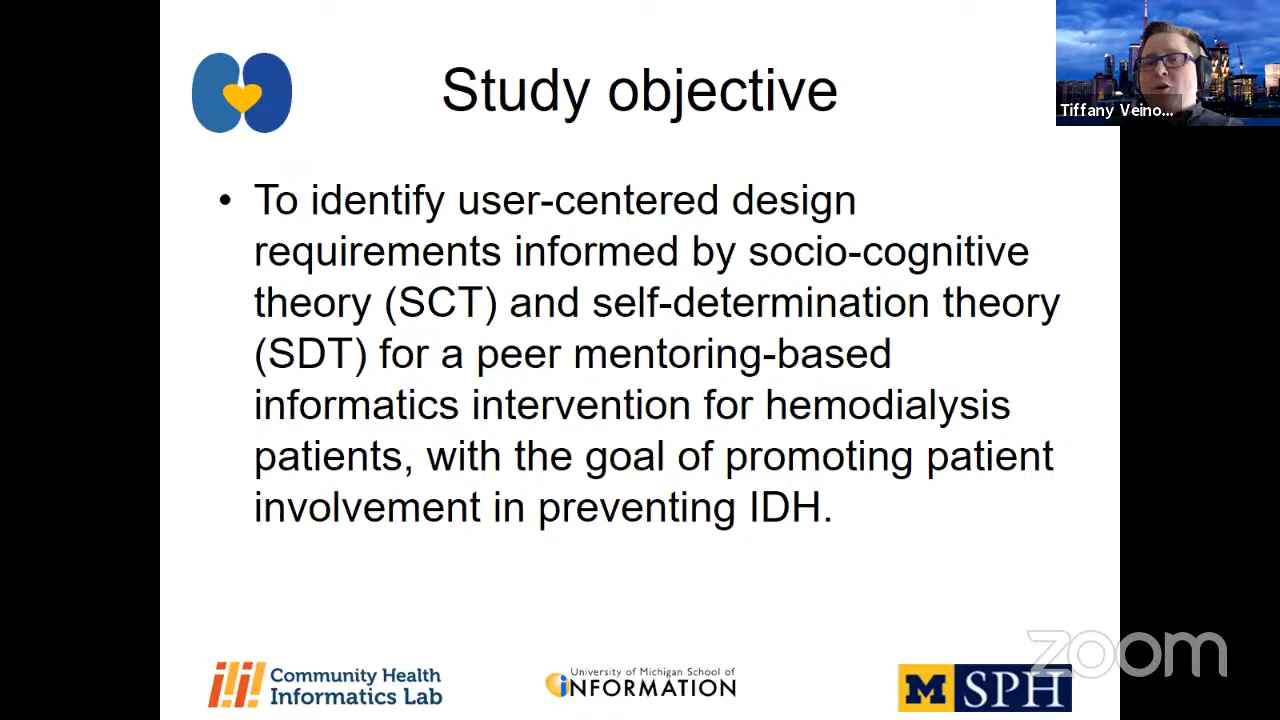 Study objective
Tiffany Veino...
• To identify user-centered design
requirements informed by socio-cognitive
theory (SCT) and self-determination theory
(SDT) for a peer mentoring-based
informatics intervention for hemodialysis
patients, with the goal of promoting patient
involvement in preventing IDH.
zoom
Community Health
Informatics Lab
University of Michigan School of
iNFORMATION
M SPH